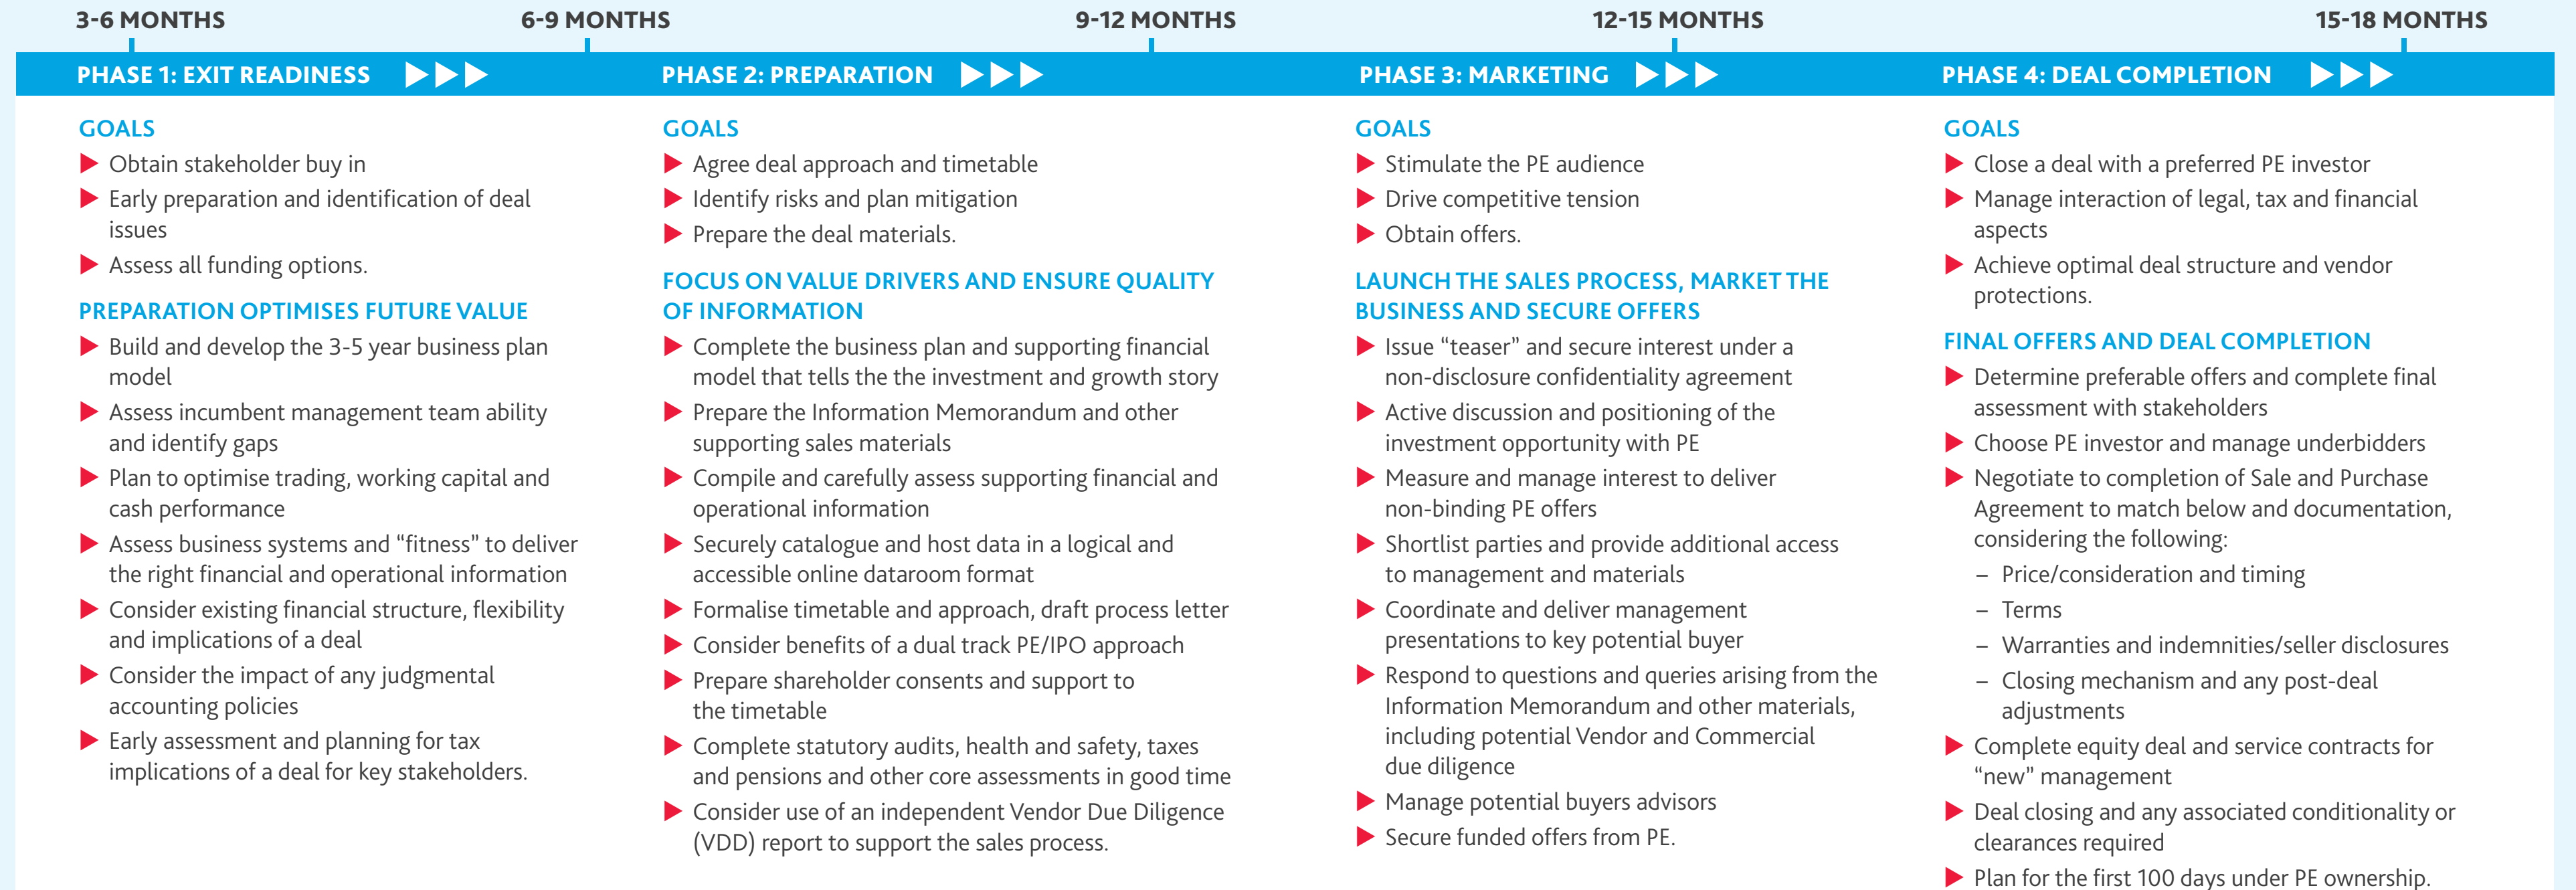 3-6 MONTHS
6-9 MONTHS
9-12 MONTHS
12-15 MONTHS
15-18 MONTHS
PHASE 1: EXIT READINESS
PHASE 2: PREPARATION
PHASE 3: MARKETING
PHASE 4: DEAL COMPLETION
GOALS
Obtain stakeholder buy in
Early preparation and identification of deal
issues
Assess all funding options.
PREPARATION OPTIMISES FUTURE VALUE
Build and develop the 3-5 year business plan
model
Assess incumbent management team ability
and identify gaps
Plan to optimise trading, working capital and
cash performance
Assess business systems and “fitness” to deliver
the right financial and operational information
Consider existing financial structure, flexibility
and implications of a deal
Consider the impact of any judgmental
accounting policies
Early assessment and planning for tax
implications of a deal for key stakeholders.
GOALS
Agree deal approach and timetable
Identify risks and plan mitigation
Prepare the deal materials.
FOCUS ON VALUE DRIVERS AND ENSURE QUALITY
OF INFORMATION
Complete the business plan and supporting financial
model that tells the the investment and growth story
Prepare the Information Memorandum and other
supporting sales materials
Compile and carefully assess supporting financial and
operational information
Securely catalogue and host data in a logical and
accessible online dataroom format
Formalise timetable and approach, draft process letter
Consider benefits of a dual track PE/IPO approach
Prepare shareholder consents and support to
the timetable
Complete statutory audits, health and safety, taxes
and pensions and other core assessments in good time
Consider use of an independent Vendor Due Diligence
(VDD) report to support the sales process.
GOALS
Stimulate the PE audience
Drive competitive tension
Obtain offers.
LAUNCH THE SALES PROCESS, MARKET THE
BUSINESS AND SECURE OFFERS
Issue “teaser” and secure interest under a
non-disclosure confidentiality agreement
Active discussion and positioning of the
investment opportunity with PE
Measure and manage interest to deliver
non-binding PE offers
Shortlist parties and provide additional access
to management and materials
Coordinate and deliver management
presentations to key potential buyer
Respond to questions and queries arising from the
Information Memorandum and other materials,
including potential Vendor and Commercial
due diligence
Manage potential buyers advisors
Secure funded offers from PE.
GOALS
Close a deal with a preferred PE investor
Manage interaction of legal, tax and financial
aspects
Achieve optimal deal structure and vendor
protections.
FINAL OFFERS AND DEAL COMPLETION
Determine preferable offers and complete final
assessment with stakeholders
Choose PE investor and manage underbidders
Negotiate to completion of Sale and Purchase
Agreement to match below and documentation,
considering the following:
– Price/consideration and timing
– Terms
– Warranties and indemnities/seller disclosures
– Closing mechanism and any post-deal
adjustments
Complete equity deal and service contracts for
“new” management
Deal closing and any associated conditionality or
clearances required
Plan for the first 100 days under PE ownership.